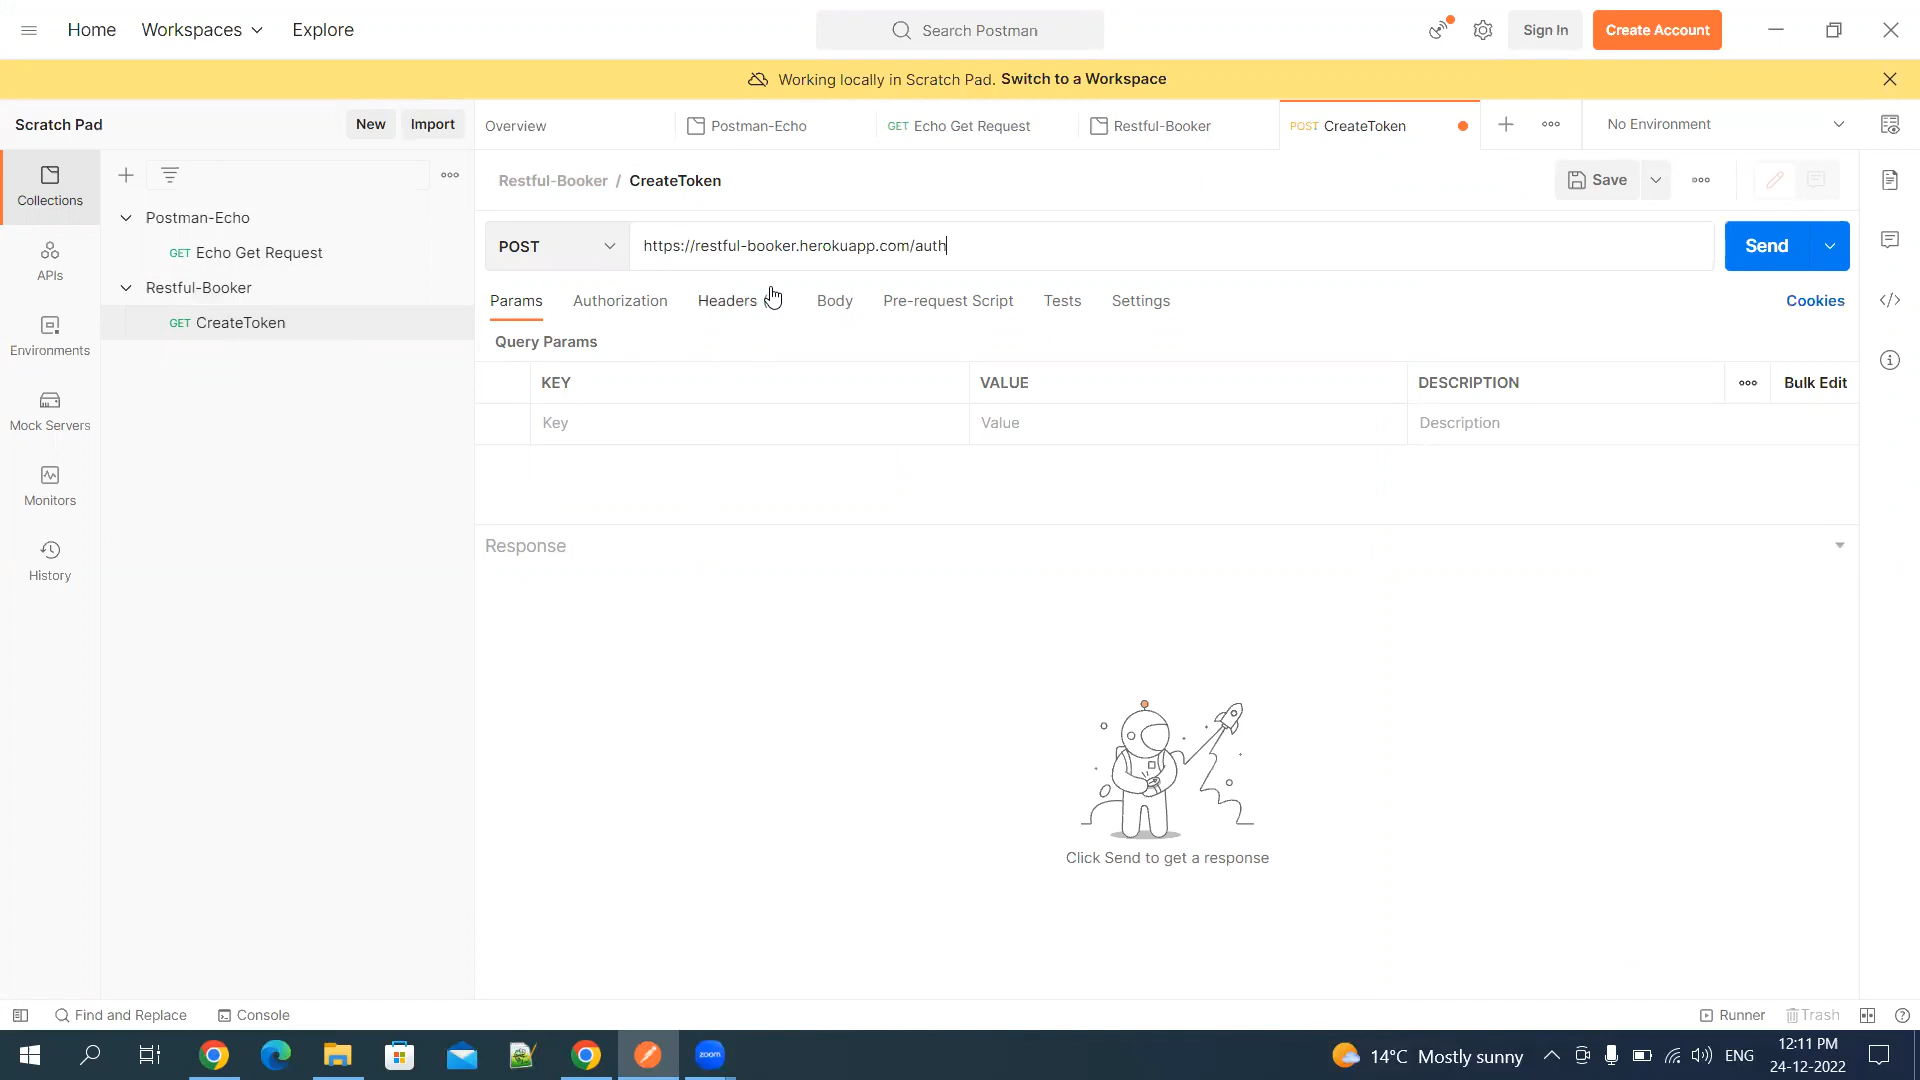 Home Workspaces Explore Search Postman Sign In Create Account
Working locally in Scratch Pad. Switch to a Workspace
Scratch Pad New Import Overview Postman-Echo GET Echo Get Request Restful-Booker POST CreateToken No Environment
Restful-Booker / CreateToken Save
Collections
Postman-Echo
GET Echo Get Request
Restful-Booker
GET CreateToken
APIs
Environments
Mock Servers
Monitors
History
POST https://restful-booker.herokuapp.com/auth Send
Params Authorization Headers Body Pre-request Script Tests Settings Cookies
Query Params
KEY VALUE DESCRIPTION Bulk Edit
Key Value Description
Response
Click Send to get a response
Find and Replace Console Runner Trash
zoom 14°C Mostly sunny ENG 12:11 PM
24-12-2022